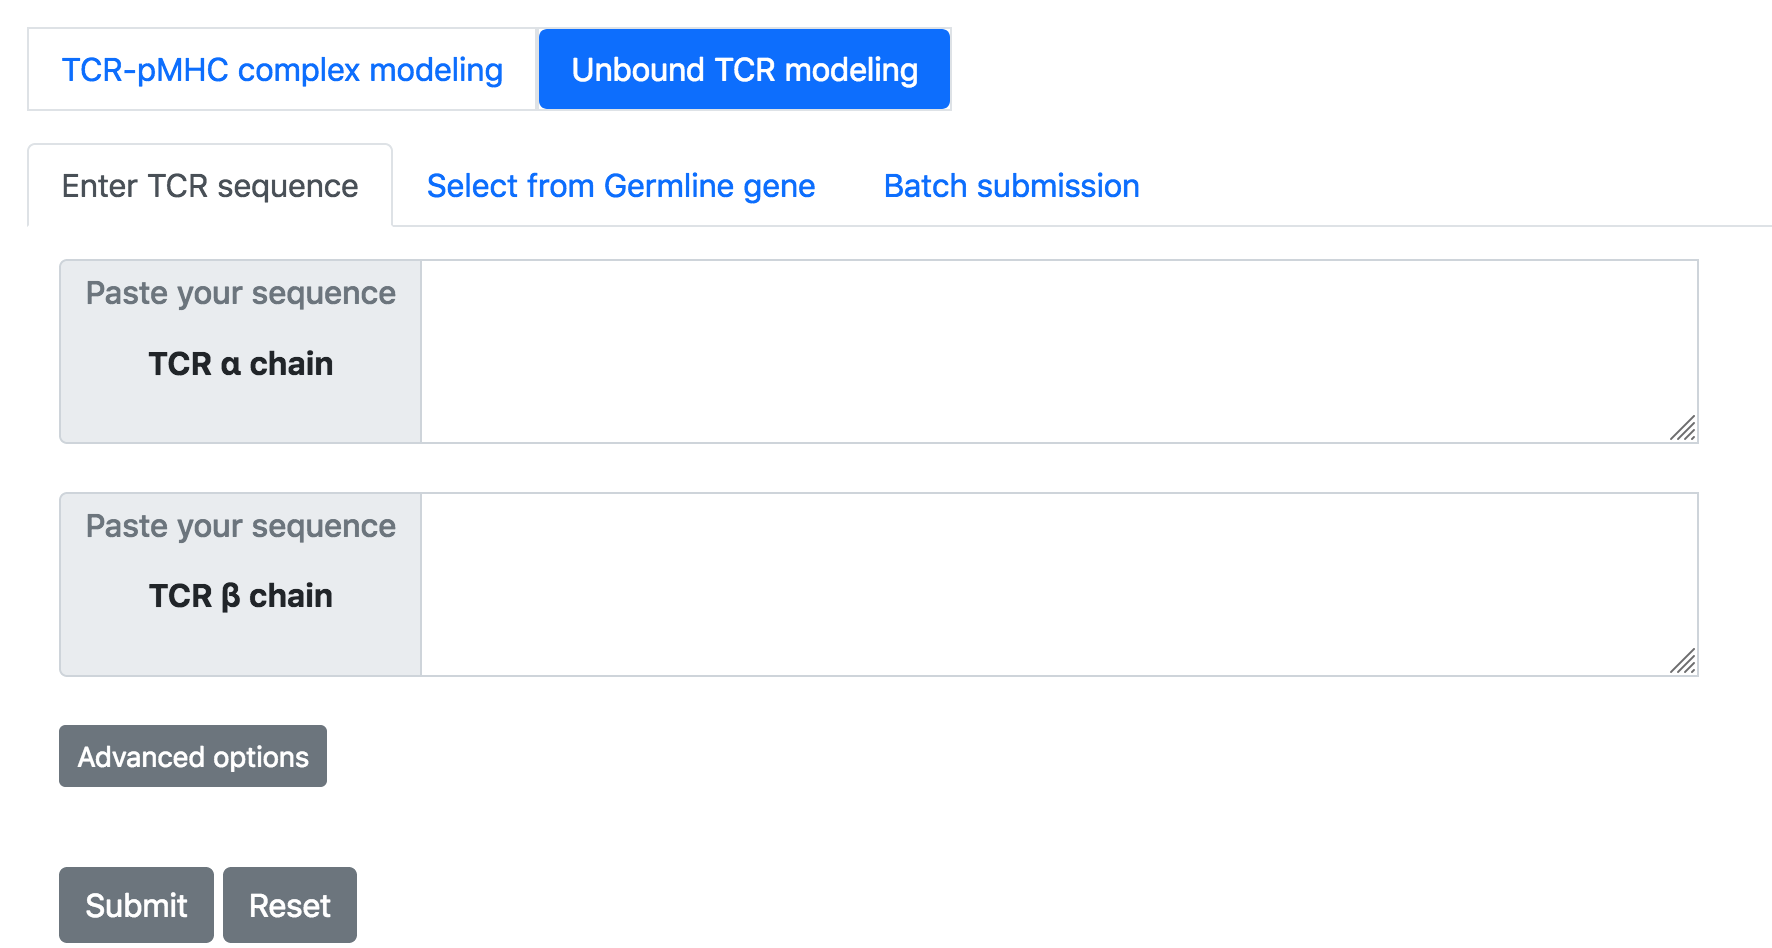 TCR-pMHC complex modeling Unbound TCR modeling
Enter TCR sequence Select from Germline gene Batch submission
Paste your sequence
TCR α chain
Paste your sequence
TCR β chain
Advanced options
Submit Reset